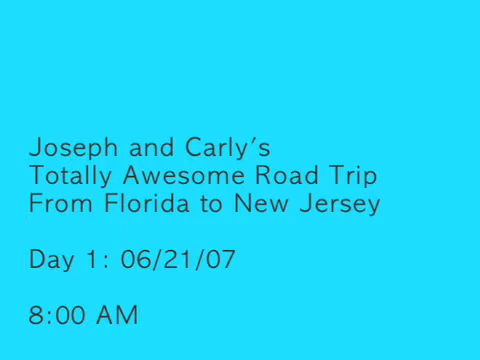 Joseph and Carly's
Totally Awesome Road Trip
From Florida to New Jersey
Day 1: 06/21/07
8:00 AM